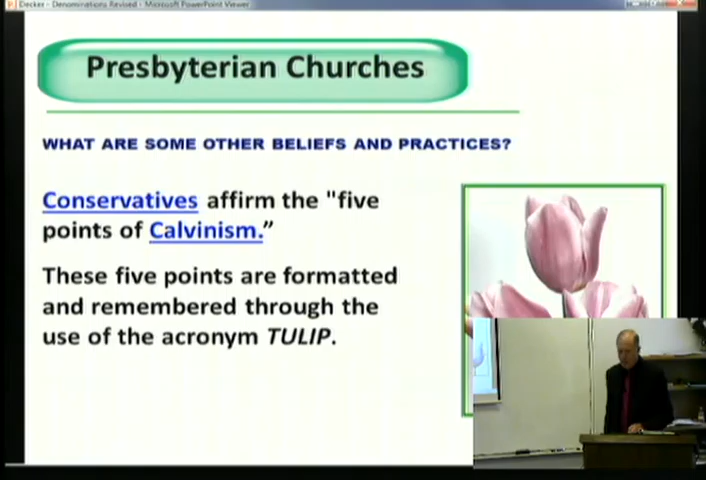 Decker - Denominations Revised - Microsoft PowerPoint Viewer
Presbyterian Churches
WHAT ARE SOME OTHER BELIEFS AND PRACTICES?
Conservatives affirm the "five
points of Calvinism.”
These five points are formatted
and remembered through the
use of the acronym TULIP.